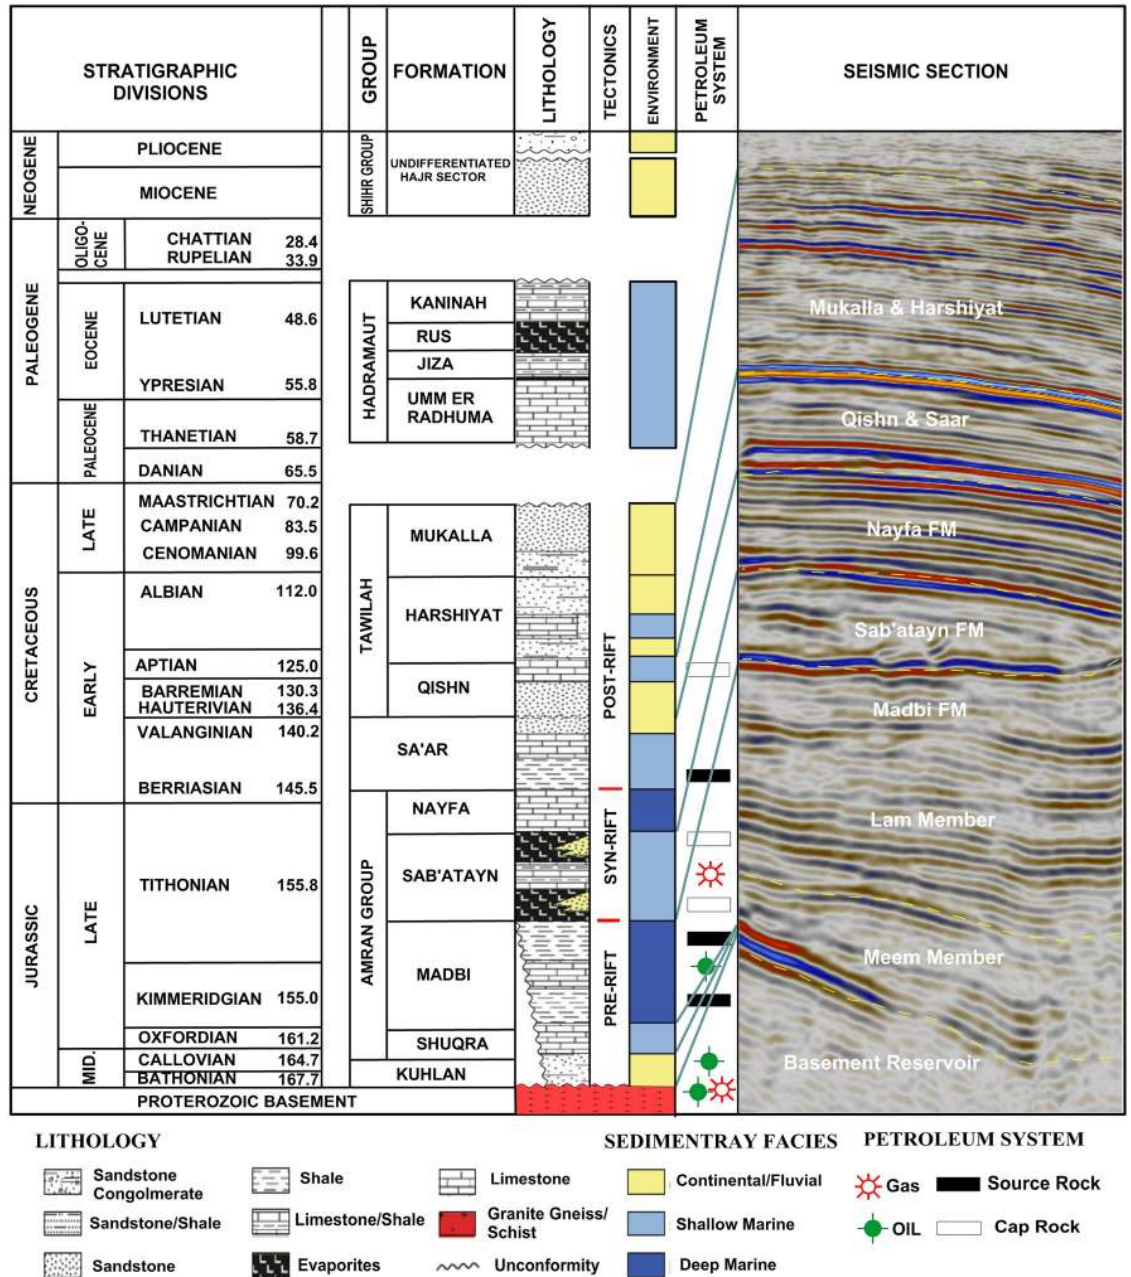 STRATIGRAPHIC
DIVISIONS
GROUP
FORMATION
LITHOLOGY
TECTONICS
ENVIRONMENT
PETROLEUM
SYSTEM
SEISMIC SECTION
NEOGENE
PLIOCENE
MIOCENE
SHIHR GROUP
UNDIFFERENTIATED
HAJR SECTOR
PALEOGENE
OLIGO-
CENE
CHATTIAN 28.4
RUPELIAN 33.9
EOCENE
LUTETIAN 48.6
YPRESIAN 55.8
PALEOCENE
THANETIAN 58.7
DANIAN 65.5
HADRAMAUT
KANINAH
RUS
JIZA
UMM ER
RADHUMA
CRETACEOUS
LATE
MAASTRICHTIAN 70.2
CAMPANIAN 83.5
CENOMANIAN 99.6
EARLY
ALBIAN 112.0
APTIAN 125.0
BARREMIAN 130.3
HAUTERIVIAN 136.4
VALANGINIAN 140.2
BERRIASIAN 145.5
TAWILAH
MUKALLA
HARSHIYAT
QISHN
SA'AR
POST-RIFT
JURASSIC
LATE
TITHONIAN 155.8
KIMMERIDGIAN 155.0
OXFORDIAN 161.2
MID.
CALLOVIAN 164.7
BATHONIAN 167.7
AMRAN GROUP
NAYFA
SAB'ATAYN
MADBI
SHUQRA
KUHLAN
SYN-RIFT
PRE-RIFT
PROTEROZOIC BASEMENT
Mukalla & Harshiyat
Qishn & Saar
Nayfa FM
Sab'atayn FM
Madbi FM
Lam Member
Meem Member
Basement Reservoir
LITHOLOGY
Sandstone
Congolmerate
Sandstone/Shale
Sandstone
Shale
Limestone/Shale
Evaporites
Limestone
Granite Gneiss/
Schist
Unconformity
SEDIMENTRAY FACIES
Continental/Fluvial
Shallow Marine
Deep Marine
PETROLEUM SYSTEM
Gas
Source Rock
OIL
Cap Rock